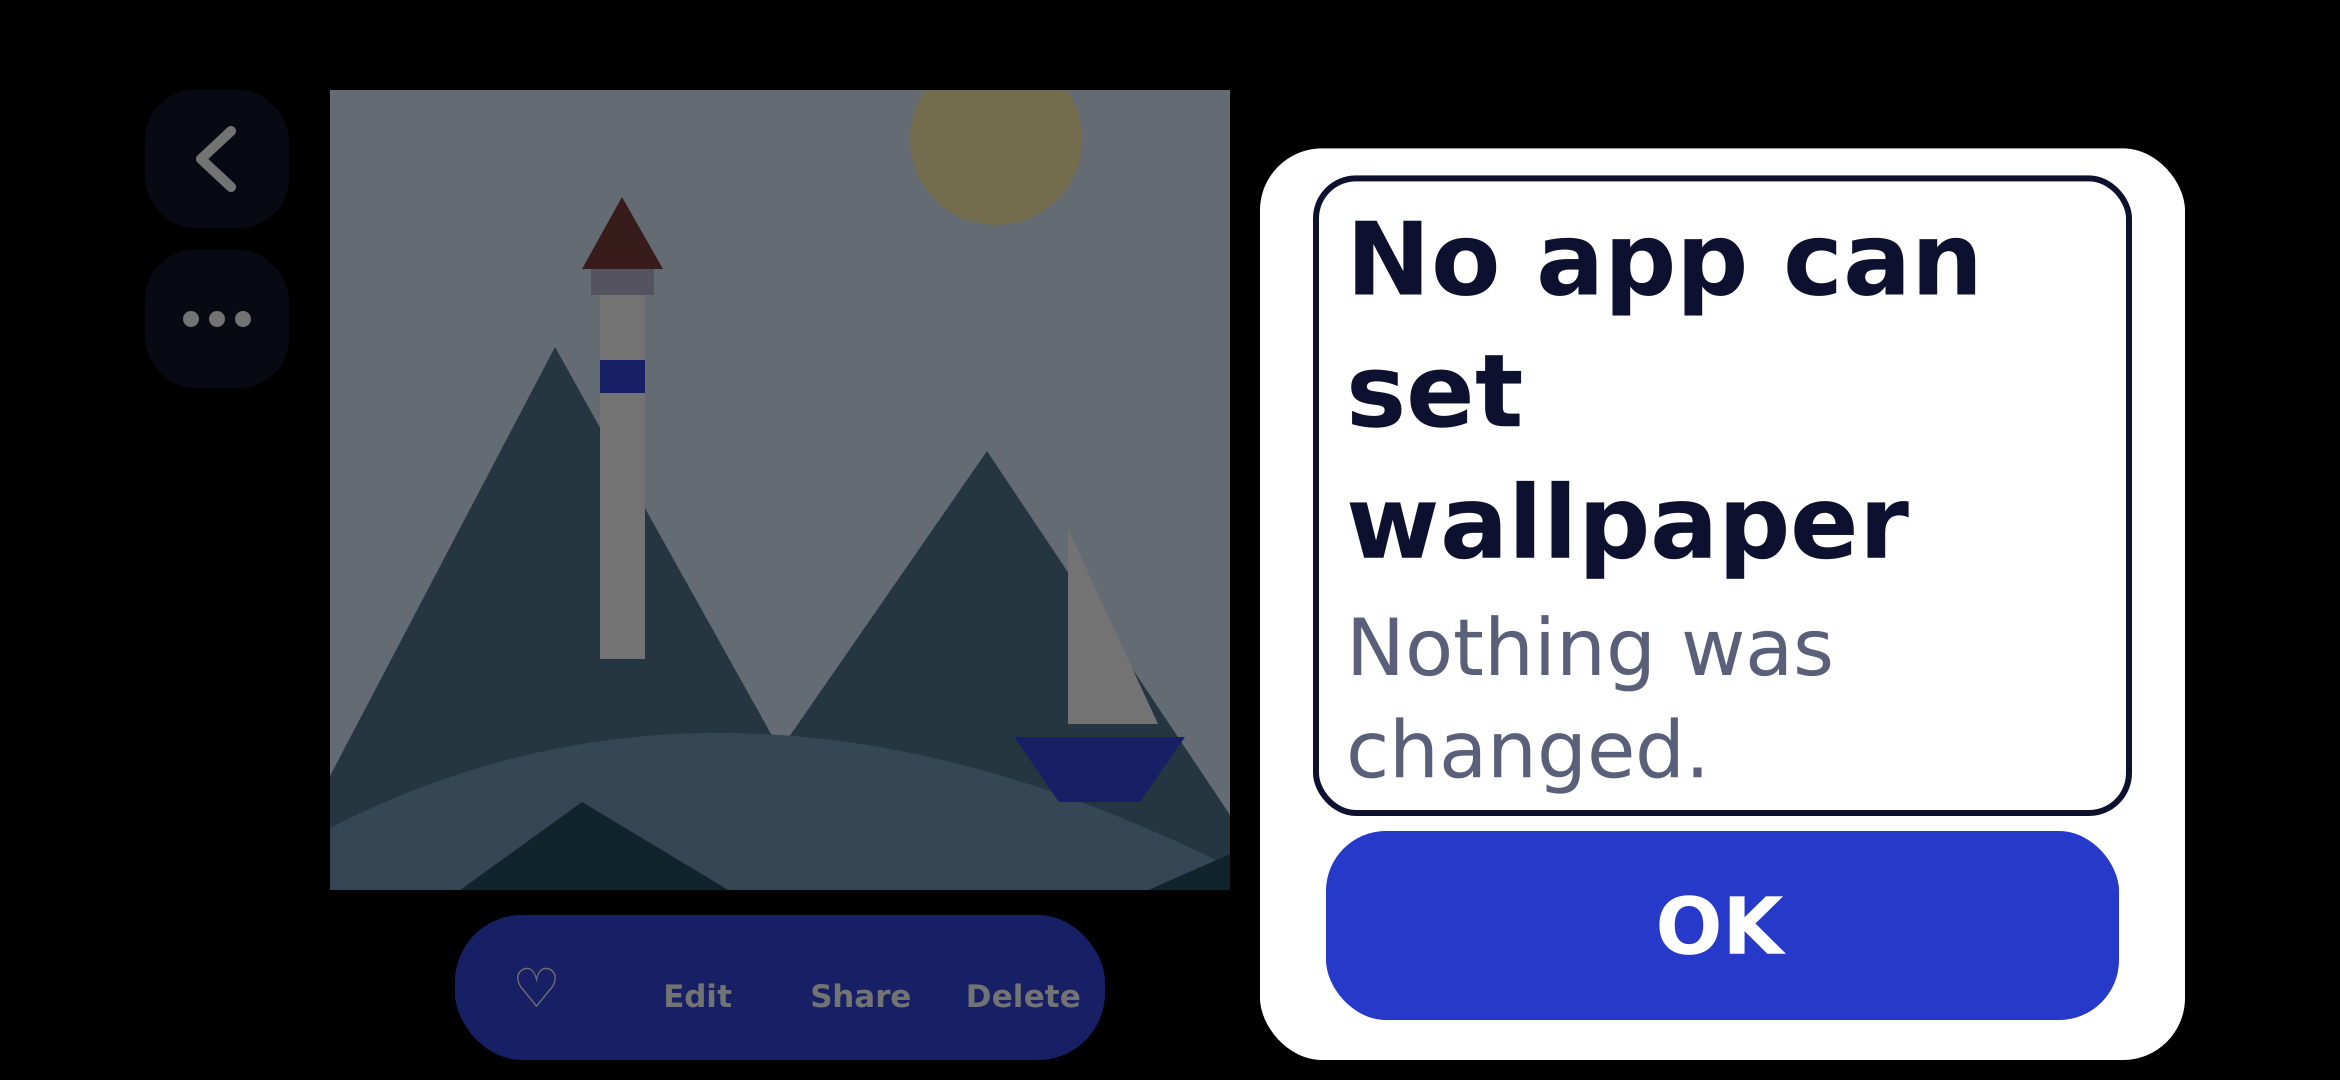 No app can
set
wallpaper
Nothing was
changed.
OK
♡ Edit Share Delete